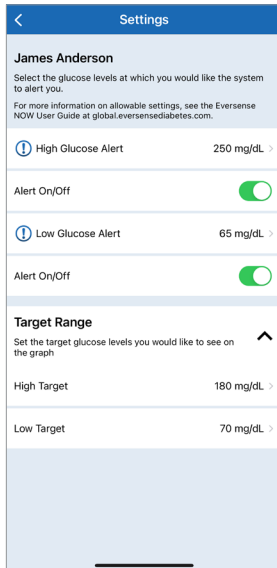 Settings
James Anderson
Select the glucose levels at which you would like the system
to alert you.
For more information on allowable settings, see the Eversense
NOW User Guide at global.eversensediabetes.com.
High Glucose Alert 250 mg/dL
Alert On/Off
Low Glucose Alert 65 mg/dL
Alert On/Off
Target Range
Set the target glucose levels you would like to see on
the graph
High Target 180 mg/dL
Low Target 70 mg/dL